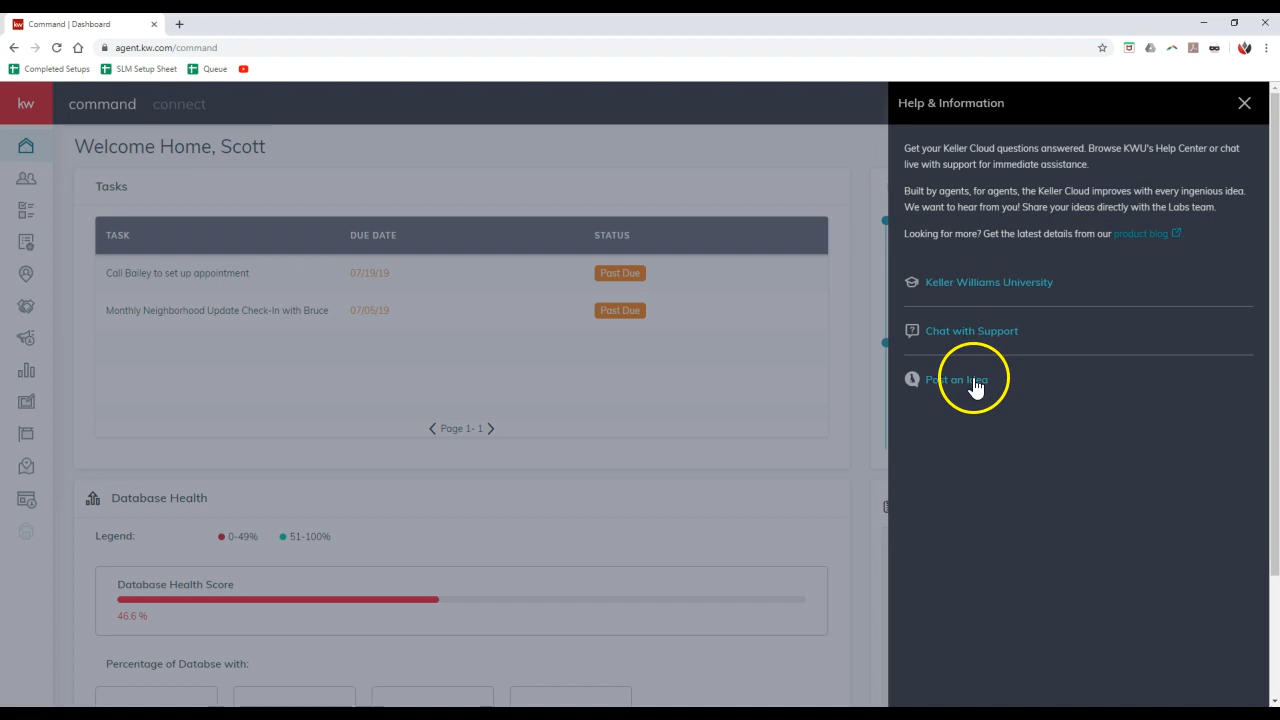 Command | Dashboard
agent.kw.com/command
Completed Setups SLM Setup Sheet Queue
kw command connect
Welcome Home, Scott
Tasks
TASK DUE DATE STATUS
Call Bailey to set up appointment 07/19/19 Past Due
Monthly Neighborhood Update Check-In with Bruce 07/05/19 Past Due
Page 1- 1
Database Health
Legend: 0-49% 51-100%
Database Health Score
46.6 %
Percentage of Databse with:
Help & Information
Get your Keller Cloud questions answered. Browse KWU's Help Center or chat
live with support for immediate assistance.
Built by agents, for agents, the Keller Cloud improves with every ingenious idea.
We want to hear from you! Share your ideas directly with the Labs team.
Looking for more? Get the latest details from our product blog.
Keller Williams University
Chat with Support
Post an Idea